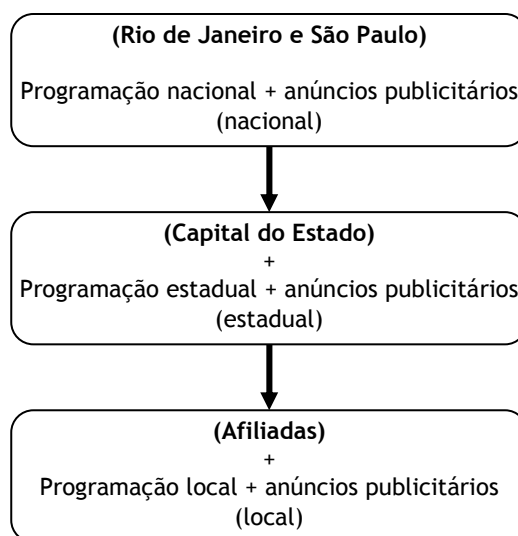 (Rio de Janeiro e São Paulo)
Programação nacional + anúncios publicitários
(nacional)
(Capital do Estado)
+
Programação estadual + anúncios publicitários
(estadual)
(Afiliadas)
+
Programação local + anúncios publicitários
(local)